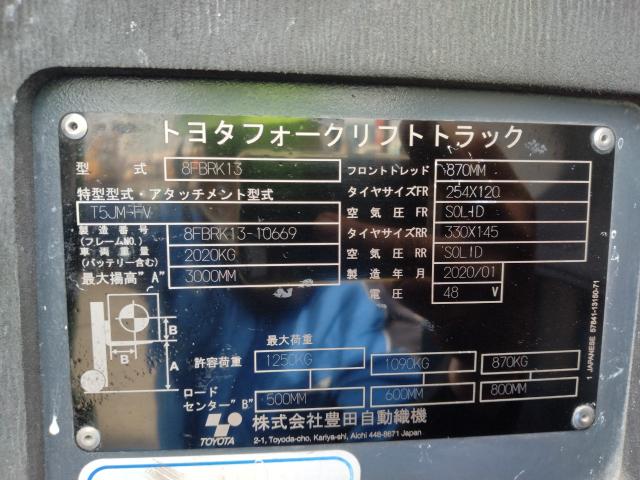 トヨタフォークリフトトラック
型 式 8FBRK13 フロントトレッド 870MM
特型型式・アタッチメント型式 タイヤサイズFR 254X120
T5JM-FV 空 気 圧 FR SOLID
製 造 番 号 (フレームNO.) 8FBRK13-10669 タイヤサイズRR 330X145
車 両 重 量 (バッテリー含む) 2020KG 空 気 圧 RR SOLID
最大揚高"A" 3000MM 製 造 年 月 2020/01
電 圧 48 V
最大荷重
許容荷重 1250KG 1090KG 870KG
ロード
センター"B" 500MM 600MM 800MM
B
B
A
TOYOTA 株式会社豊田自動織機
2-1, Toyoda-cho, Kariya-shi, Aichi 448-8671 Japan
1 JAPANESE 57841-13150-71